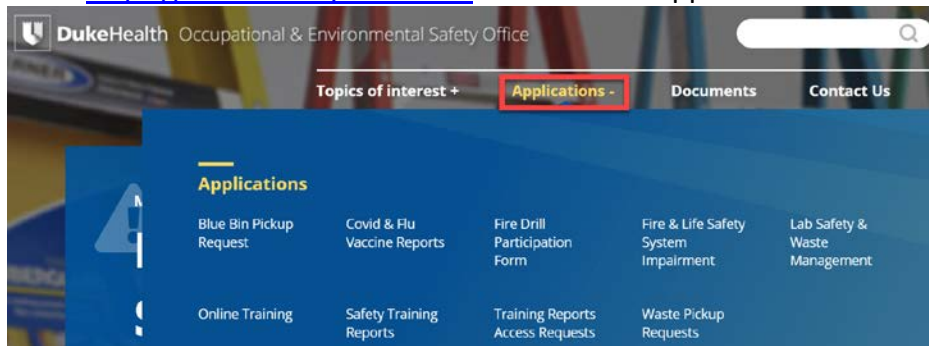 DukeHealth Occupational & Environmental Safety Office
Topics of interest + Applications - Documents Contact Us
Applications
Blue Bin Pickup
Request
Covid & Flu
Vaccine Reports
Fire Drill
Participation
Form
Fire & Life Safety
System
Impairment
Lab Safety &
Waste
Management
Online Training
Safety Training
Reports
Training Reports
Access Requests
Waste Pickup
Requests